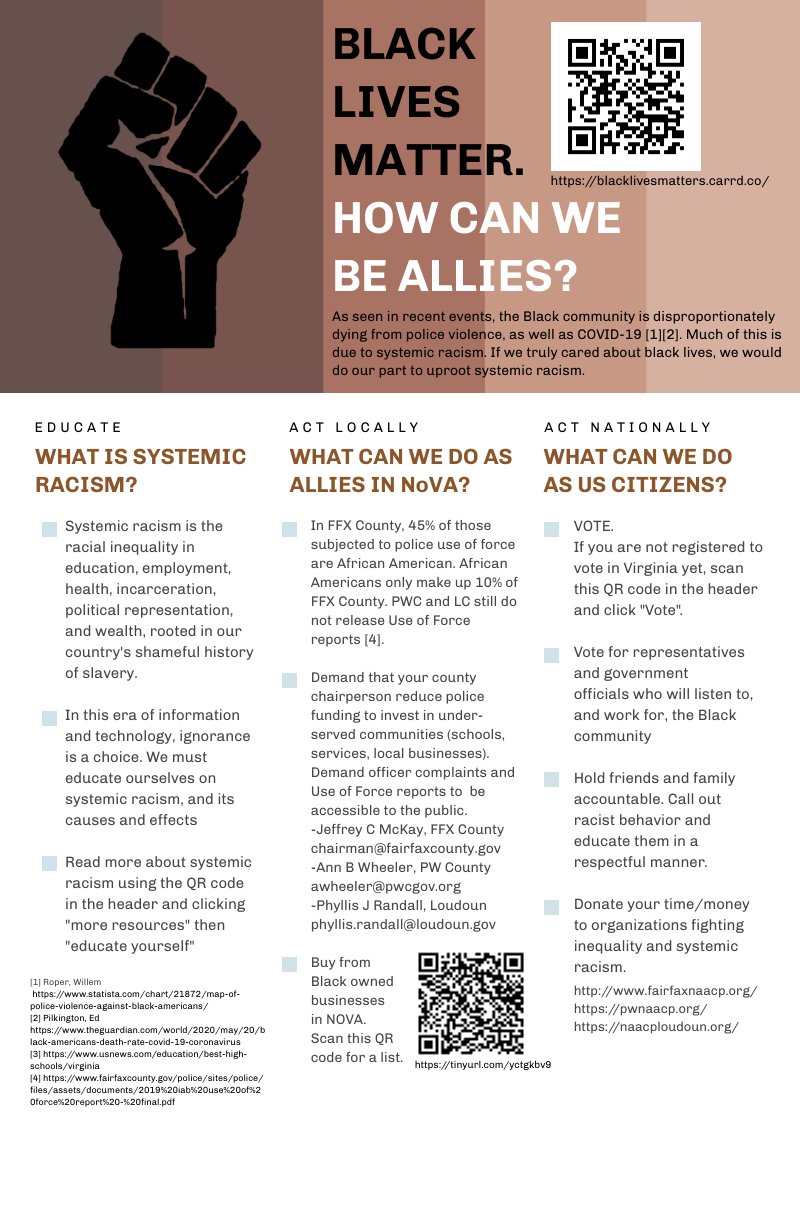 BLACK
LIVES
MATTER.
HOW CAN WE
BE ALLIES?
https://blacklivesmatters.carrd.co/
As seen in recent events, the Black community is disproportionately
dying from police violence, as well as COVID-19 [1][2]. Much of this is
due to systemic racism. If we truly cared about black lives, we would
do our part to uproot systemic racism.
EDUCATE
WHAT IS SYSTEMIC
RACISM?
Systemic racism is the
racial inequality in
education, employment,
health, incarceration,
political representation,
and wealth, rooted in our
country's shameful history
of slavery.
In this era of information
and technology, ignorance
is a choice. We must
educate ourselves on
systemic racism, and its
causes and effects
Read more about systemic
racism using the QR code
in the header and clicking
"more resources" then
"educate yourself"
[1] Roper, Willem
https://www.statista.com/chart/21872/map-of-
police-violence-against-black-americans/
[2] Pilkington, Ed
https://www.theguardian.com/world/2020/may/20/b
lack-americans-death-rate-covid-19-coronavirus
[3] https://www.usnews.com/education/best-high-
schools/virginia
[4] https://www.fairfaxcounty.gov/police/sites/police/
files/assets/documents/2019%20iab%20use%20of%2
0force%20report%20-%20final.pdf
ACT LOCALLY
WHAT CAN WE DO AS
ALLIES IN NoVA?
In FFX County, 45% of those
subjected to police use of force
are African American. African
Americans only make up 10% of
FFX County. PWC and LC still do
not release Use of Force
reports [4].
Demand that your county
chairperson reduce police
funding to invest in under-
served communities (schools,
services, local businesses).
Demand officer complaints and
Use of Force reports to be
accessible to the public.
-Jeffrey C McKay, FFX County
chairman@fairfaxcounty.gov
-Ann B Wheeler, PW County
awheeler@pwcgov.org
-Phyllis J Randall, Loudoun
phyllis.randall@loudoun.gov
Buy from
Black owned
businesses
in NOVA.
Scan this QR
code for a list.
https://tinyurl.com/yctgkbv9
ACT NATIONALLY
WHAT CAN WE DO
AS US CITIZENS?
VOTE.
If you are not registered to
vote in Virginia yet, scan
this QR code in the header
and click "Vote".
Vote for representatives
and government
officials who will listen to,
and work for, the Black
community
Hold friends and family
accountable. Call out
racist behavior and
educate them in a
respectful manner.
Donate your time/money
to organizations fighting
inequality and systemic
racism.
http://www.fairfaxnaacp.org/
https://pwnaacp.org/
https://naacploudoun.org/